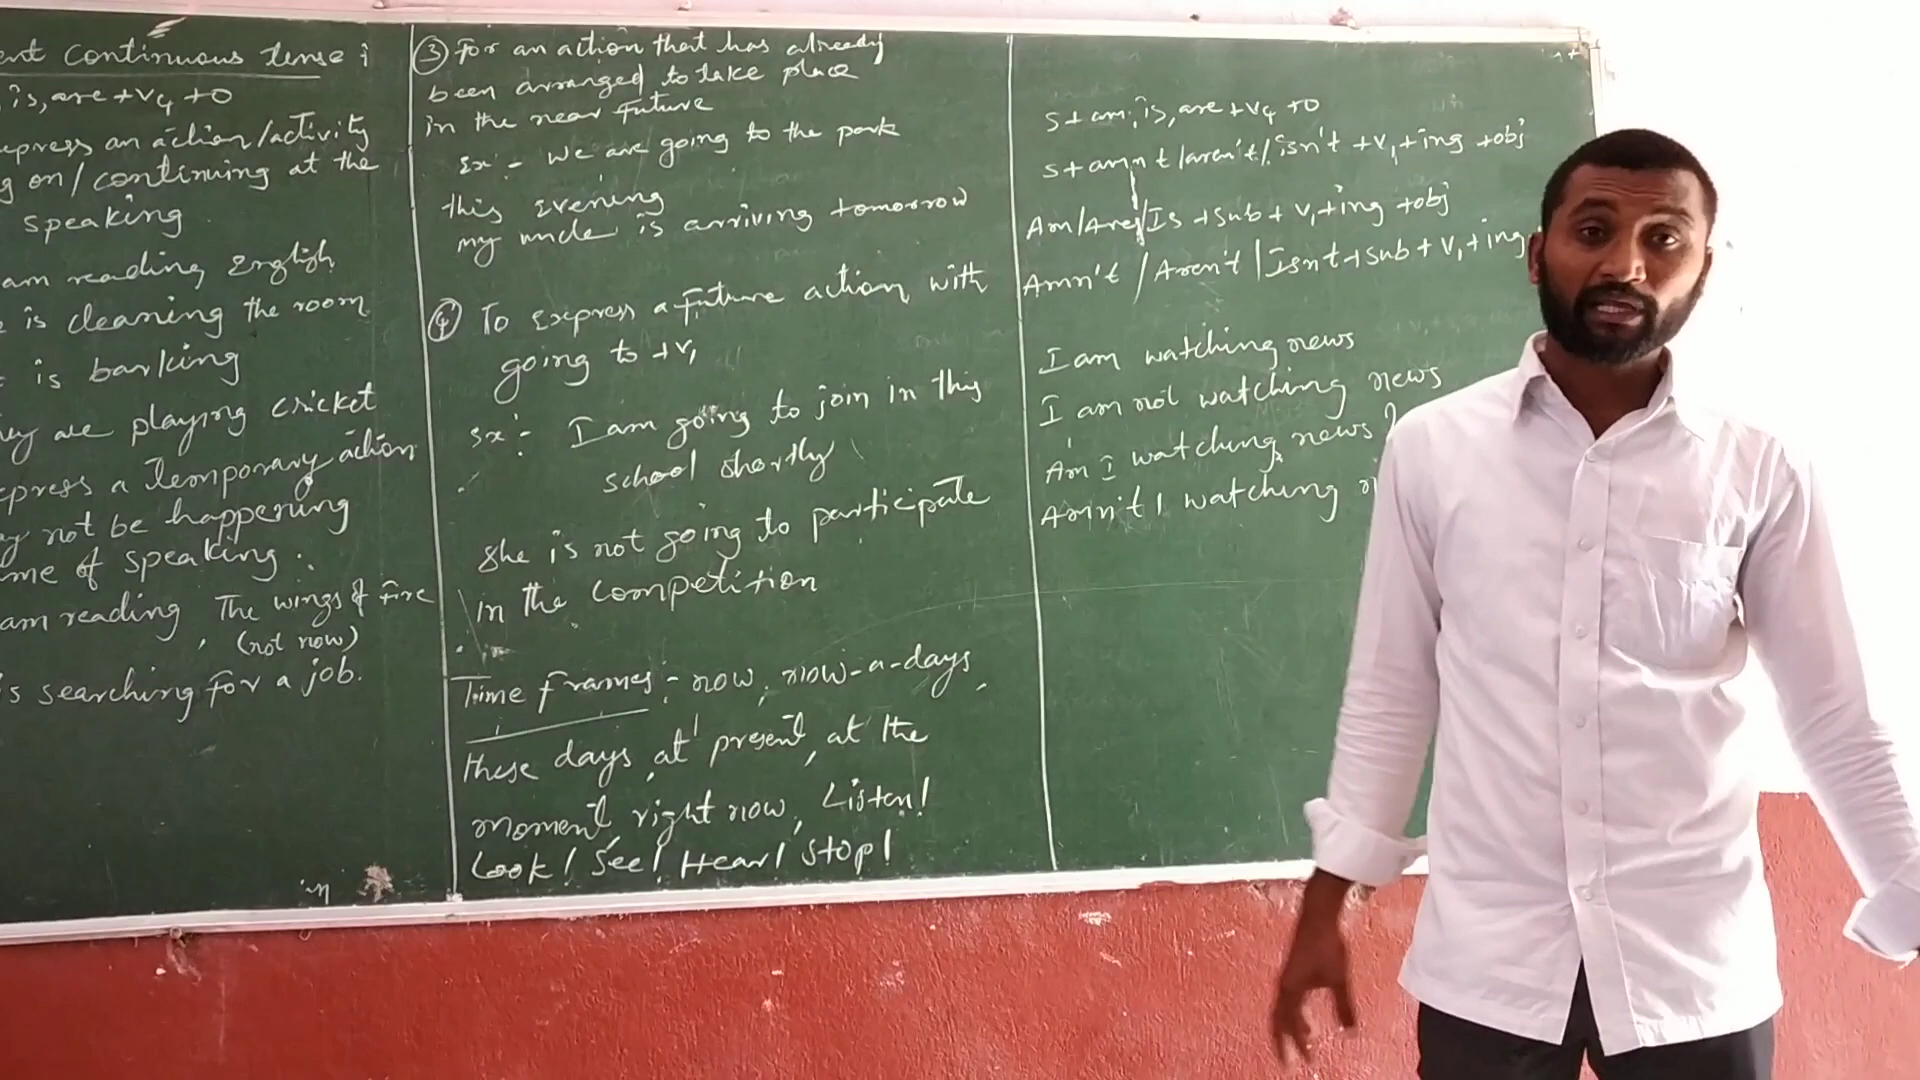 ent continuous tense :
is, are + V4 + O
press an action/activity
g on/ continuing at the
speaking.
am reading English
is cleaning the room
is barking
ey are playing cricket
press a temporary action
ay not be happening
me of speaking.
am reading The wings of Fire
(not now)
is searching for a job.
③ For an action that has already
been arranged to take place
in the near future
Ex :- We are going to the park
this Evening
my uncle is arriving tomorrow
④ To Express a Future action with
going to + V1
Ex :- I am going to join in this
school shortly
She is not going to participate
in the competition
Time frames :- now, now-a-days,
these days, at present, at the
moment, right now, Listen!
Look! See! Hear! Stop!
S + am, is, are + V4 + O
S + amn't / aren't / isn't + V1 + ing + obj
Am/Are/Is + Sub + V1 + ing + obj
Amn't / Aren't / Isn't + Sub + V1 + ing
I am watching news
I am not watching news
Am I watching news ?
Amn't I watching